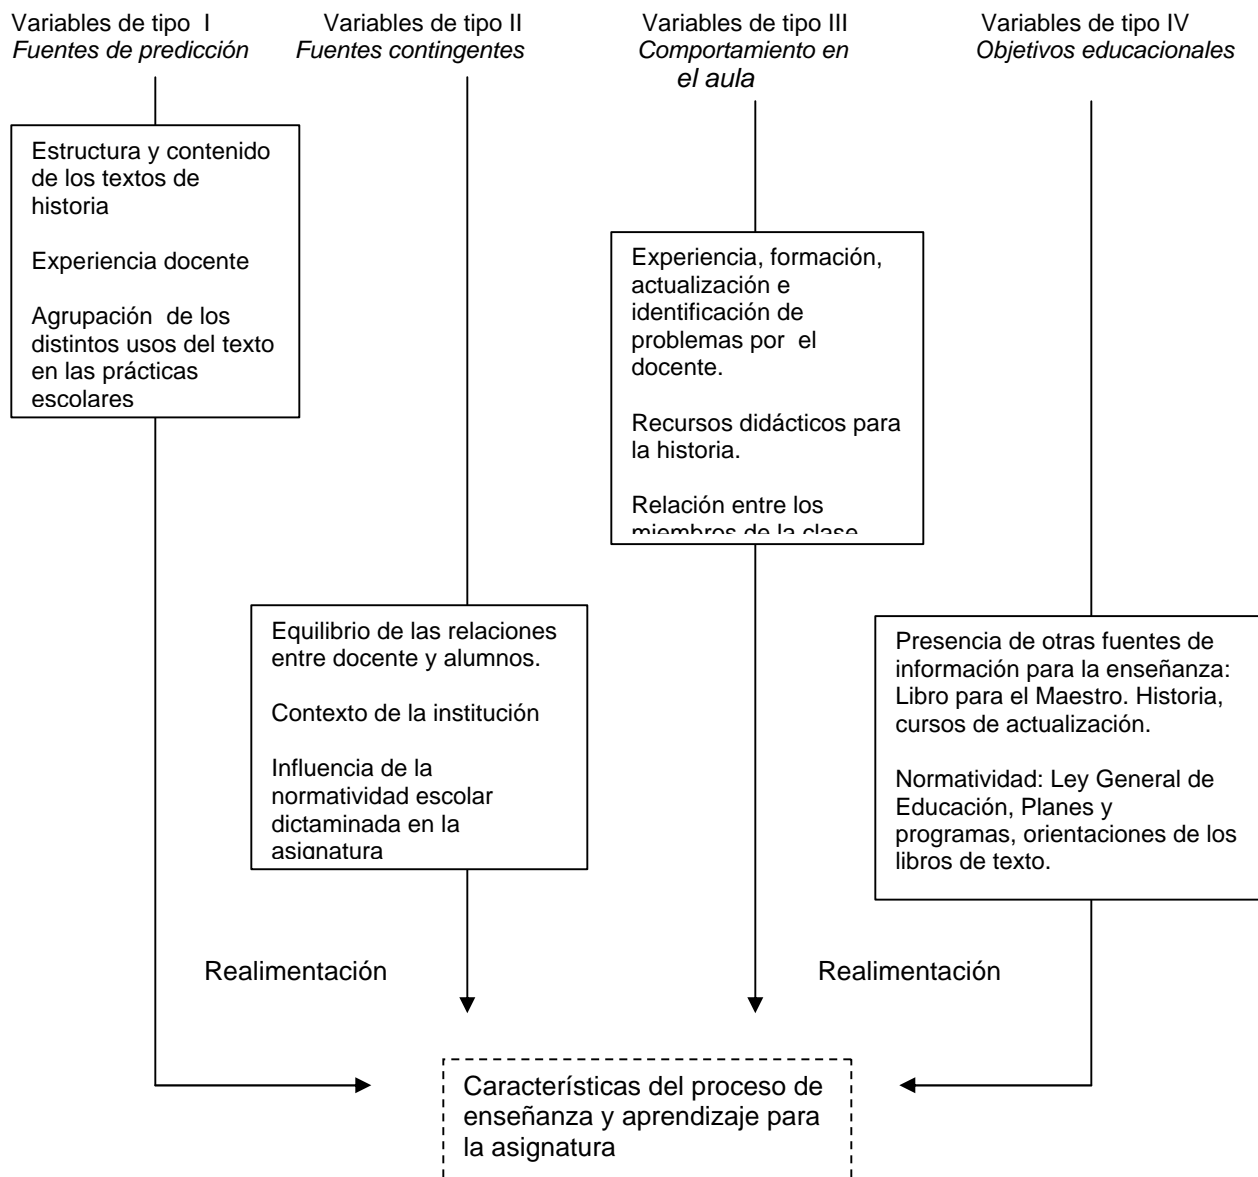 Variables de tipo I
Fuentes de predicción
Variables de tipo II
Fuentes contingentes
Variables de tipo III
Comportamiento en
el aula
Variables de tipo IV
Objetivos educacionales
Estructura y contenido
de los textos de
historia
Experiencia docente
Agrupación de los
distintos usos del texto
en las prácticas
escolares
Experiencia, formación,
actualización e
identificación de
problemas por el
docente.
Recursos didácticos para
la historia.
Relación entre los
miembros de la clase
Equilibrio de las relaciones
entre docente y alumnos.
Contexto de la institución
Influencia de la
normatividad escolar
dictaminada en la
asignatura
Presencia de otras fuentes de
información para la enseñanza:
Libro para el Maestro. Historia,
cursos de actualización.
Normatividad: Ley General de
Educación, Planes y
programas, orientaciones de los
libros de texto.
Realimentación
Realimentación
Características del proceso de
enseñanza y aprendizaje para
la asignatura